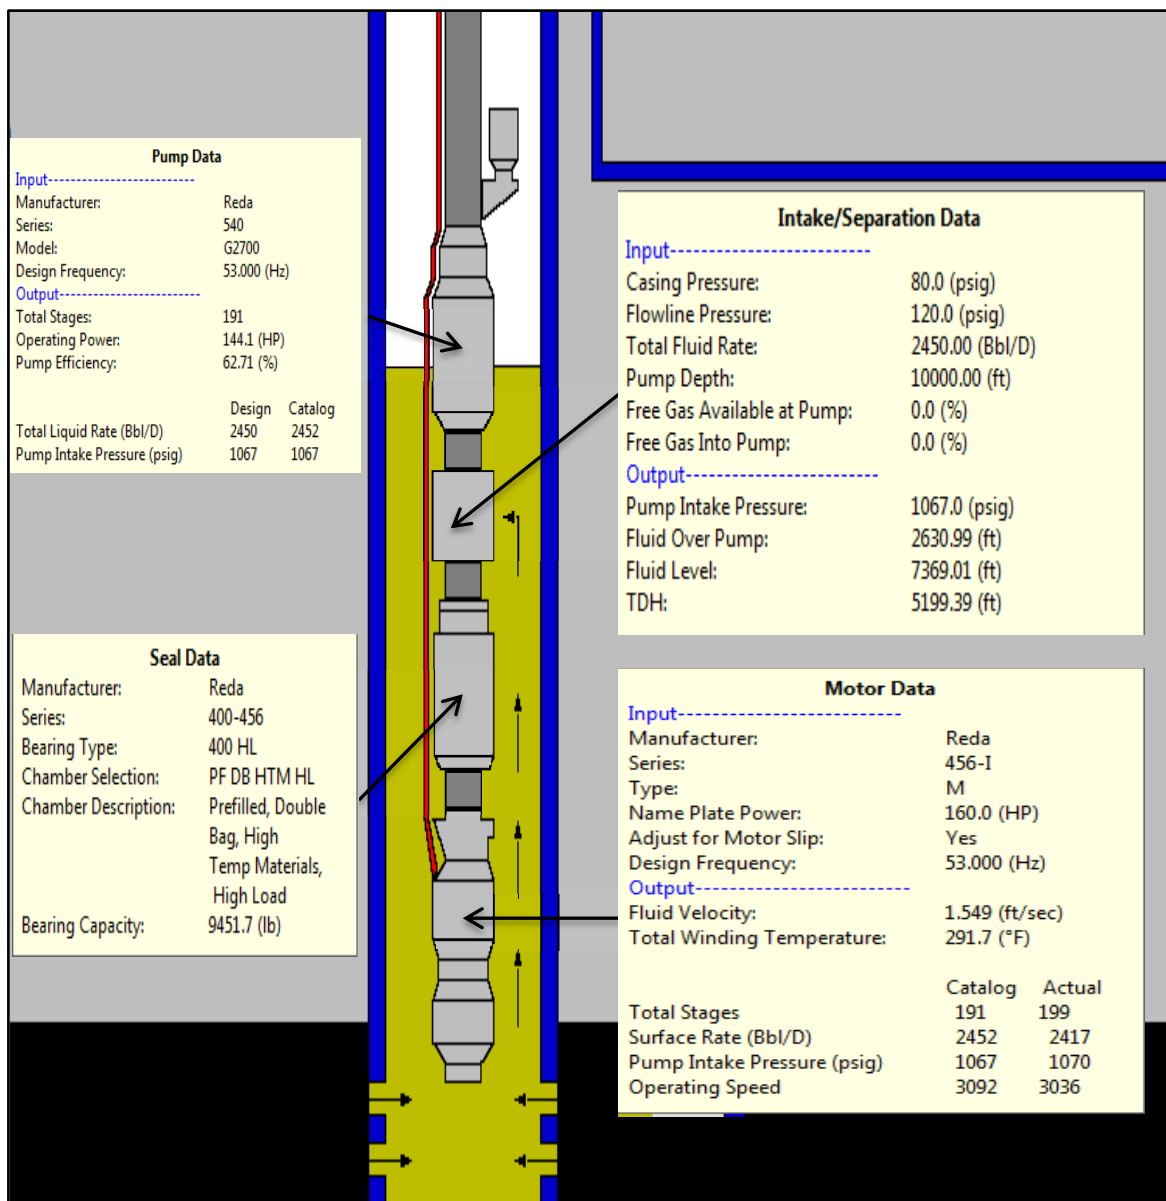 Pump Data
Input--------------------------
Manufacturer: Reda
Series: 540
Model: G2700
Design Frequency: 53.000 (Hz)
Output-------------------------
Total Stages: 191
Operating Power: 144.1 (HP)
Pump Efficiency: 62.71 (%)
Design Catalog
Total Liquid Rate (Bbl/D) 2450 2452
Pump Intake Pressure (psig) 1067 1067
Intake/Separation Data
Input--------------------------
Casing Pressure: 80.0 (psig)
Flowline Pressure: 120.0 (psig)
Total Fluid Rate: 2450.00 (Bbl/D)
Pump Depth: 10000.00 (ft)
Free Gas Available at Pump: 0.0 (%)
Free Gas Into Pump: 0.0 (%)
Output-------------------------
Pump Intake Pressure: 1067.0 (psig)
Fluid Over Pump: 2630.99 (ft)
Fluid Level: 7369.01 (ft)
TDH: 5199.39 (ft)
Seal Data
Manufacturer: Reda
Series: 400-456
Bearing Type: 400 HL
Chamber Selection: PF DB HTM HL
Chamber Description: Prefilled, Double
Bag, High
Temp Materials,
High Load
Bearing Capacity: 9451.7 (lb)
Motor Data
Input--------------------------
Manufacturer: Reda
Series: 456-I
Type: M
Name Plate Power: 160.0 (HP)
Adjust for Motor Slip: Yes
Design Frequency: 53.000 (Hz)
Output-------------------------
Fluid Velocity: 1.549 (ft/sec)
Total Winding Temperature: 291.7 (°F)
Catalog Actual
Total Stages 191 199
Surface Rate (Bbl/D) 2452 2417
Pump Intake Pressure (psig) 1067 1070
Operating Speed 3092 3036